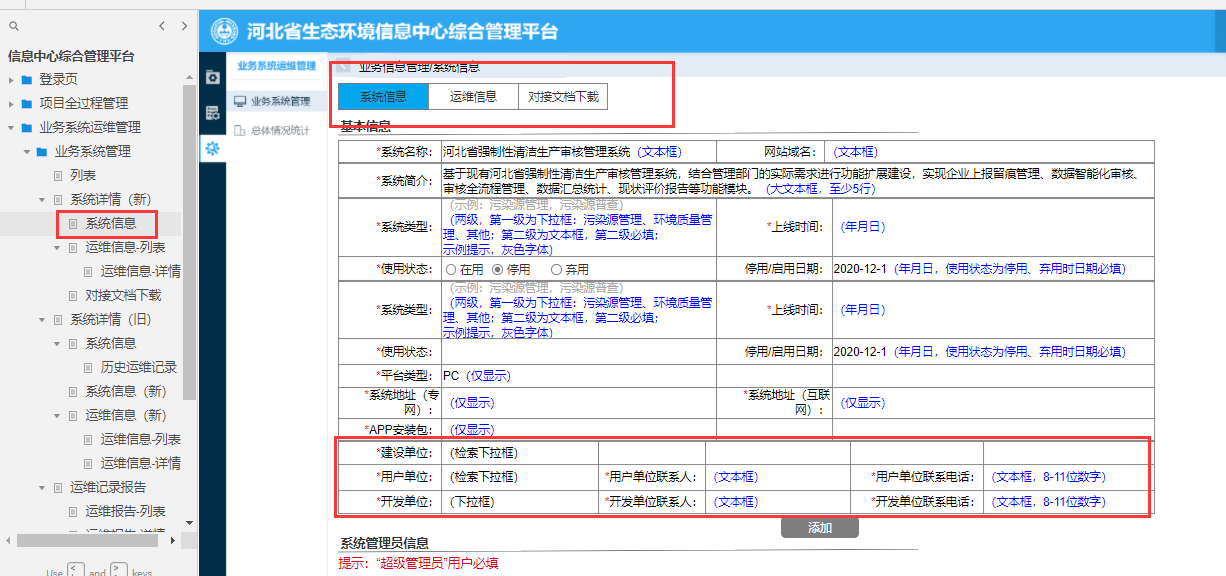 河北省生态环境信息中心综合管理平台
信息中心综合管理平台
登录页
项目全过程管理
业务系统运维管理
业务系统管理
列表
系统详情（新）
系统信息
运维信息-列表
运维信息-详情
对接文档下载
系统详情（旧）
系统信息
历史运维记录
系统信息（新）
运维信息（新）
运维信息-列表
运维信息-详情
运维记录报告
运维报告-列表
运维报告-详情
Use < and > keys
业务系统运维管理
业务系统管理
总体情况统计
业务信息管理/系统信息
系统信息 运维信息 对接文档下载
基本信息
*系统名称： 河北省强制性清洁生产审核管理系统（文本框） 网站域名： （文本框）
*系统简介： 基于现有河北省强制性清洁生产审核管理系统，结合管理部门的实际需求进行功能扩展建设，实现企业上报留痕管理、数据智能化审核、
审核全流程管理、数据汇总统计、现状评价报告等功能模块。（大文本框，至少5行）
（示例：污染源管理，污染源普查）
*系统类型： （两级，第一级为下拉框：污染源管理、环境质量管 *上线时间： （年月日）
理、其他；第二级为文本框，第二级必填；
示例提示，灰色字体）
*使用状态： 在用 停用 弃用 停用/启用日期： 2020-12-1（年月日，使用状态为停用、弃用时日期必填）
（示例：污染源管理，污染源普查）
*系统类型： （两级，第一级为下拉框：污染源管理、环境质量管 *上线时间： （年月日）
理、其他；第二级为文本框，第二级必填；
示例提示，灰色字体）
*使用状态： 停用/启用日期： 2020-12-1（年月日，使用状态为停用、弃用时日期必填）
*平台类型： PC（仅显示）
*系统地址（专 （仅显示） *系统地址（互联 （仅显示）
网）： 网）：
*APP安装包： （仅显示）
*建设单位： （检索下拉框）
*用户单位： （检索下拉框） *用户单位联系人： （文本框） *用户单位联系电话： （文本框，8-11位数字）
*开发单位： （下拉框） *开发单位联系人： （文本框） *开发单位联系电话： （文本框，8-11位数字）
添加
系统管理员信息
提示：“超级管理员”用户必填